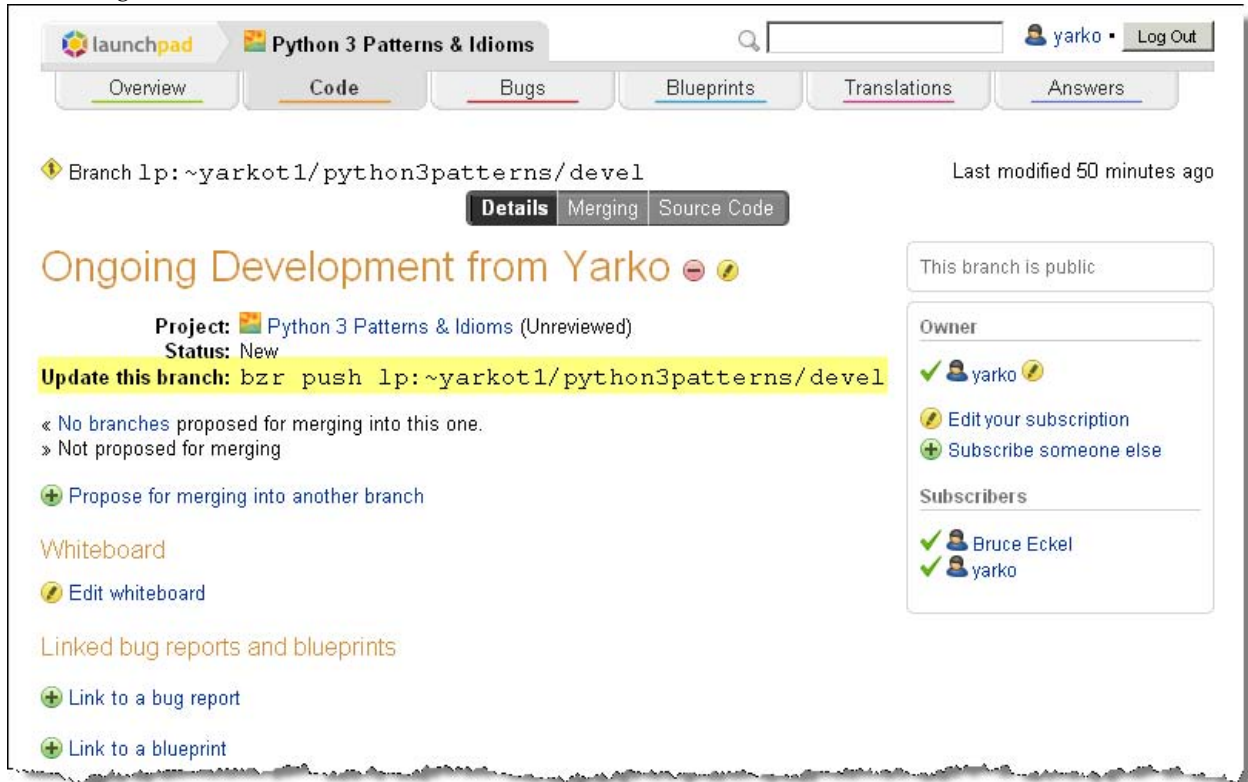 launchpad Python 3 Patterns & Idioms yarko • Log Out
Overview Code Bugs Blueprints Translations Answers
Branch lp:~yarkot1/python3patterns/devel Last modified 50 minutes ago
Details Merging Source Code
Ongoing Development from Yarko
This branch is public
Project: Python 3 Patterns & Idioms (Unreviewed)
Status: New
Update this branch: bzr push lp:~yarkot1/python3patterns/devel
« No branches proposed for merging into this one.
» Not proposed for merging
Propose for merging into another branch
Whiteboard
Edit whiteboard
Linked bug reports and blueprints
Link to a bug report
Link to a blueprint
Owner
yarko
Edit your subscription
Subscribe someone else
Subscribers
Bruce Eckel
yarko